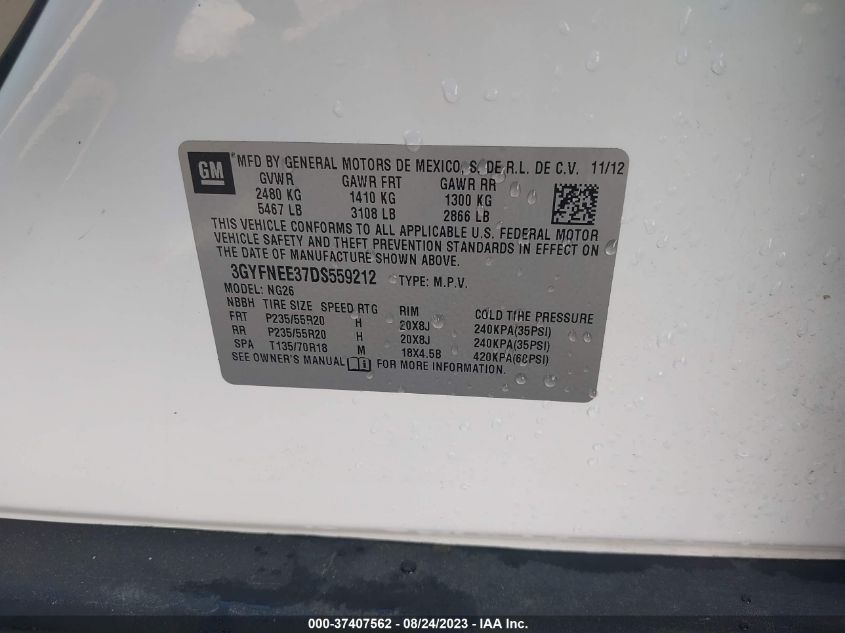 GM
MFD BY GENERAL MOTORS DE MEXICO, S. DE R.L. DE C.V. 11/12
GVWR GAWR FRT GAWR RR
2480 KG 1410 KG 1300 KG
5467 LB 3108 LB 2866 LB
THIS VEHICLE CONFORMS TO ALL APPLICABLE U.S. FEDERAL MOTOR
VEHICLE SAFETY AND THEFT PREVENTION STANDARDS IN EFFECT ON
THE DATE OF MANUFACTURE SHOWN ABOVE.
3GYFNEE37DS559212 TYPE: M.P.V.
MODEL: NG26
NBBH TIRE SIZE SPEED RTG RIM COLD TIRE PRESSURE
FRT P235/55R20 H 20X8J 240KPA(35PSI)
RR P235/55R20 H 20X8J 240KPA(35PSI)
SPA T135/70R18 M 18X4.5B 420KPA(60PSI)
SEE OWNER'S MANUAL FOR MORE INFORMATION.
000-37407562 - 08/24/2023 - IAA Inc.